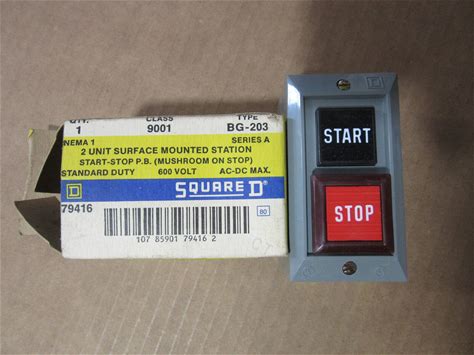 QTY. CLASS TYPE
1 9001 BG-203
NEMA 1 SERIES A
2 UNIT SURFACE MOUNTED STATION
START-STOP P.B. (MUSHROOM ON STOP)
STANDARD DUTY 600 VOLT AC-DC MAX.
D SQUARE D
79416
80
107 85901 79416 2
START
STOP